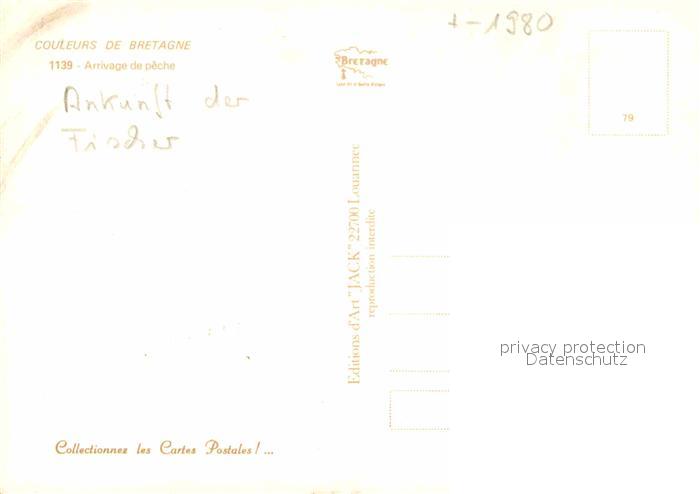 COULEURS DE BRETAGNE
1139 - Arrivage de pêche
Ankunft der
Fischer
+-1980
Bretagne
79
Editions d'Art "JACK" 22700 Louannec
reproduction interdite
privacy protection
Datenschutz
Collectionnez les Cartes Postales! ...